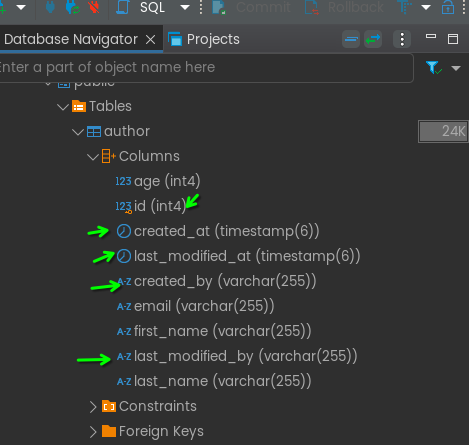 SQL Commit Rollback
Database Navigator Projects
Enter a part of object name here
public
Tables
author 24K
Columns
123 age (int4)
123 id (int4)
created_at (timestamp(6))
last_modified_at (timestamp(6))
A-Z created_by (varchar(255))
A-Z email (varchar(255))
A-Z first_name (varchar(255))
A-Z last_modified_by (varchar(255))
A-Z last_name (varchar(255))
Constraints
Foreign Keys